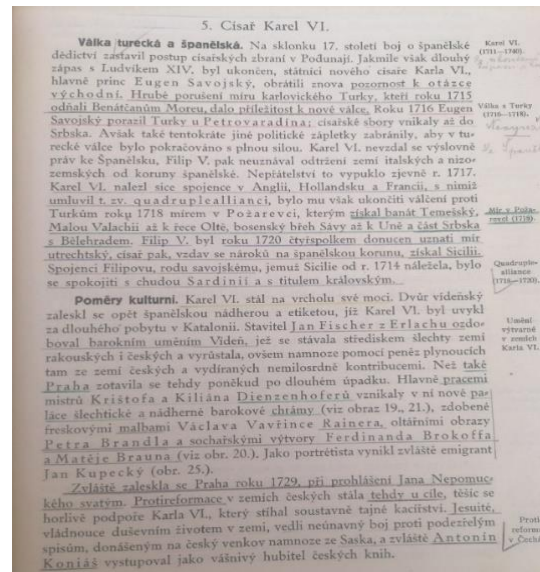 5. Císař Karel VI.
Válka turecká a španělská. Na sklonku 17. století boj o španělské
dědictví zastavil postup císařských zbraní v Podunají. Jakmile však dlouhý
zápas s Ludvíkem XIV. byl ukončen, státníci nového císaře Karla VI.,
hlavně princ Eugen Savojský, obrátili znova pozornost k otázce
východní. Hrubé porušení míru karlovického Turky, kteří roku 1715
odňali Benátčanům Moreu, dalo příležitost k nové válce. Roku 1716 Eugen
Savojský porazil Turky u Petrovaradína; císařské sbory vnikaly až do
Srbska. Avšak také tentokráte jiné politické zápletky zabránily, aby v tu-
recké válce bylo pokračováno s plnou silou. Karel VI. nevzdal se výslovně
práv ke Španělsku, Filip V. pak neuznával odtržení zemí italských a nizo-
zemských od koruny španělské. Nepřátelství to vypuklo zjevně r. 1717.
Karel VI. nalezl sice spojence v Anglii, Hollandsku a Francii, s nimiž
umluvil t. zv. quadrupleallianci, bylo mu však ukončiti válčení proti
Turkům roku 1718 mírem v Požarevci, kterým získal banát Temešský,
Malou Valachii až k řece Oltě, bosenský břeh Sávy až k Uně a část Srbska
s Bělehradem. Filip V. byl roku 1720 čtyřspolkem donucen uznati mír
utrechtský, císař pak, vzdav se nároků na španělskou korunu, získal Sicilii.
Spojenci Filipovu, rodu savojskému, jemuž Sicilie od r. 1714 náležela, bylo
se spokojiti s chudou Sardinií a s titulem královským.
Poměry kulturní. Karel VI. stál na vrcholu své moci. Dvůr vídeňský
zaleskl se opět španělskou nádherou a etiketou, jíž Karel VI. byl uvykl
za dlouhého pobytu v Katalonii. Stavitel Jan Fischer z Erlachu ozdo-
boval barokním uměním Vídeň, jež se stávala střediskem šlechty zemí
rakouských i českých a vyrůstala, ovšem namnoze pomocí peněz plynoucích
tam ze zemí českých a vydíraných nemilosrdně kontribucemi. Než také
Praha zotavila se tehdy poněkud po dlouhém úpadku. Hlavně pracemi
mistrů Krištofa a Kiliána Dienzenhoferů vznikaly v ní nové pa-
láce šlechtické a nádherné barokové chrámy (viz obraz 19., 21.), zdobené
freskovými malbami Václava Vavřince Rainera, oltářními obrazy
Petra Brandla a sochařskými výtvory Ferdinanda Brokoffa
a Matěje Brauna (viz obr. 20.). Jako portrétista vynikl zvláště emigrant
Jan Kupecký (obr. 25.).
Zvláště zaleskla se Praha roku 1729, při prohlášení Jana Nepomuc-
kého svatým. Protireformace v zemích českých stála tehdy u cíle, těšíc se
horlivé podpoře Karla VI., který stíhal soustavně tajné kacířství. Jesuité,
vládnouce duševním životem v zemi, vedli neúnavný boj proti podezřelým
spisům, donášeným na český venkov namnoze ze Saska, a zvláště Antonín
Koniáš vystupoval jako vášnivý hubitel českých knih.
Karel VI.
(1711—1740).
Válka s Turky
(1716—1718).
Mír v Poža-
revci (1718).
Quadruple-
alliance
(1718—1720).
Umění
výtvarné
v zemích
Karla VI.
Proti
reform
v Čech